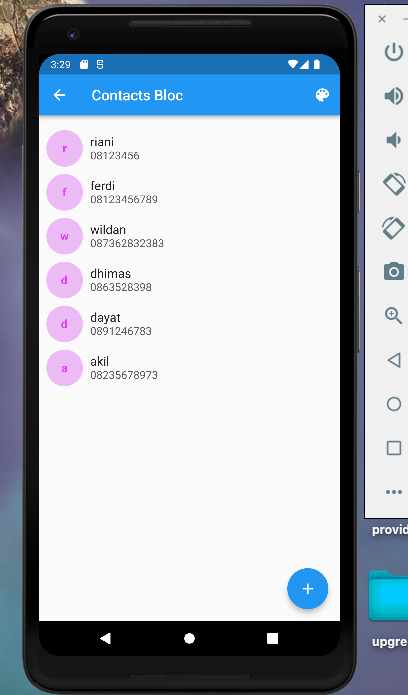 3:29
Contacts Bloc
r
riani
08123456
f
ferdi
08123456789
w
wildan
087362832383
d
dhimas
0863528398
d
dayat
0891246783
a
akil
08235678973
+
provid
upgre